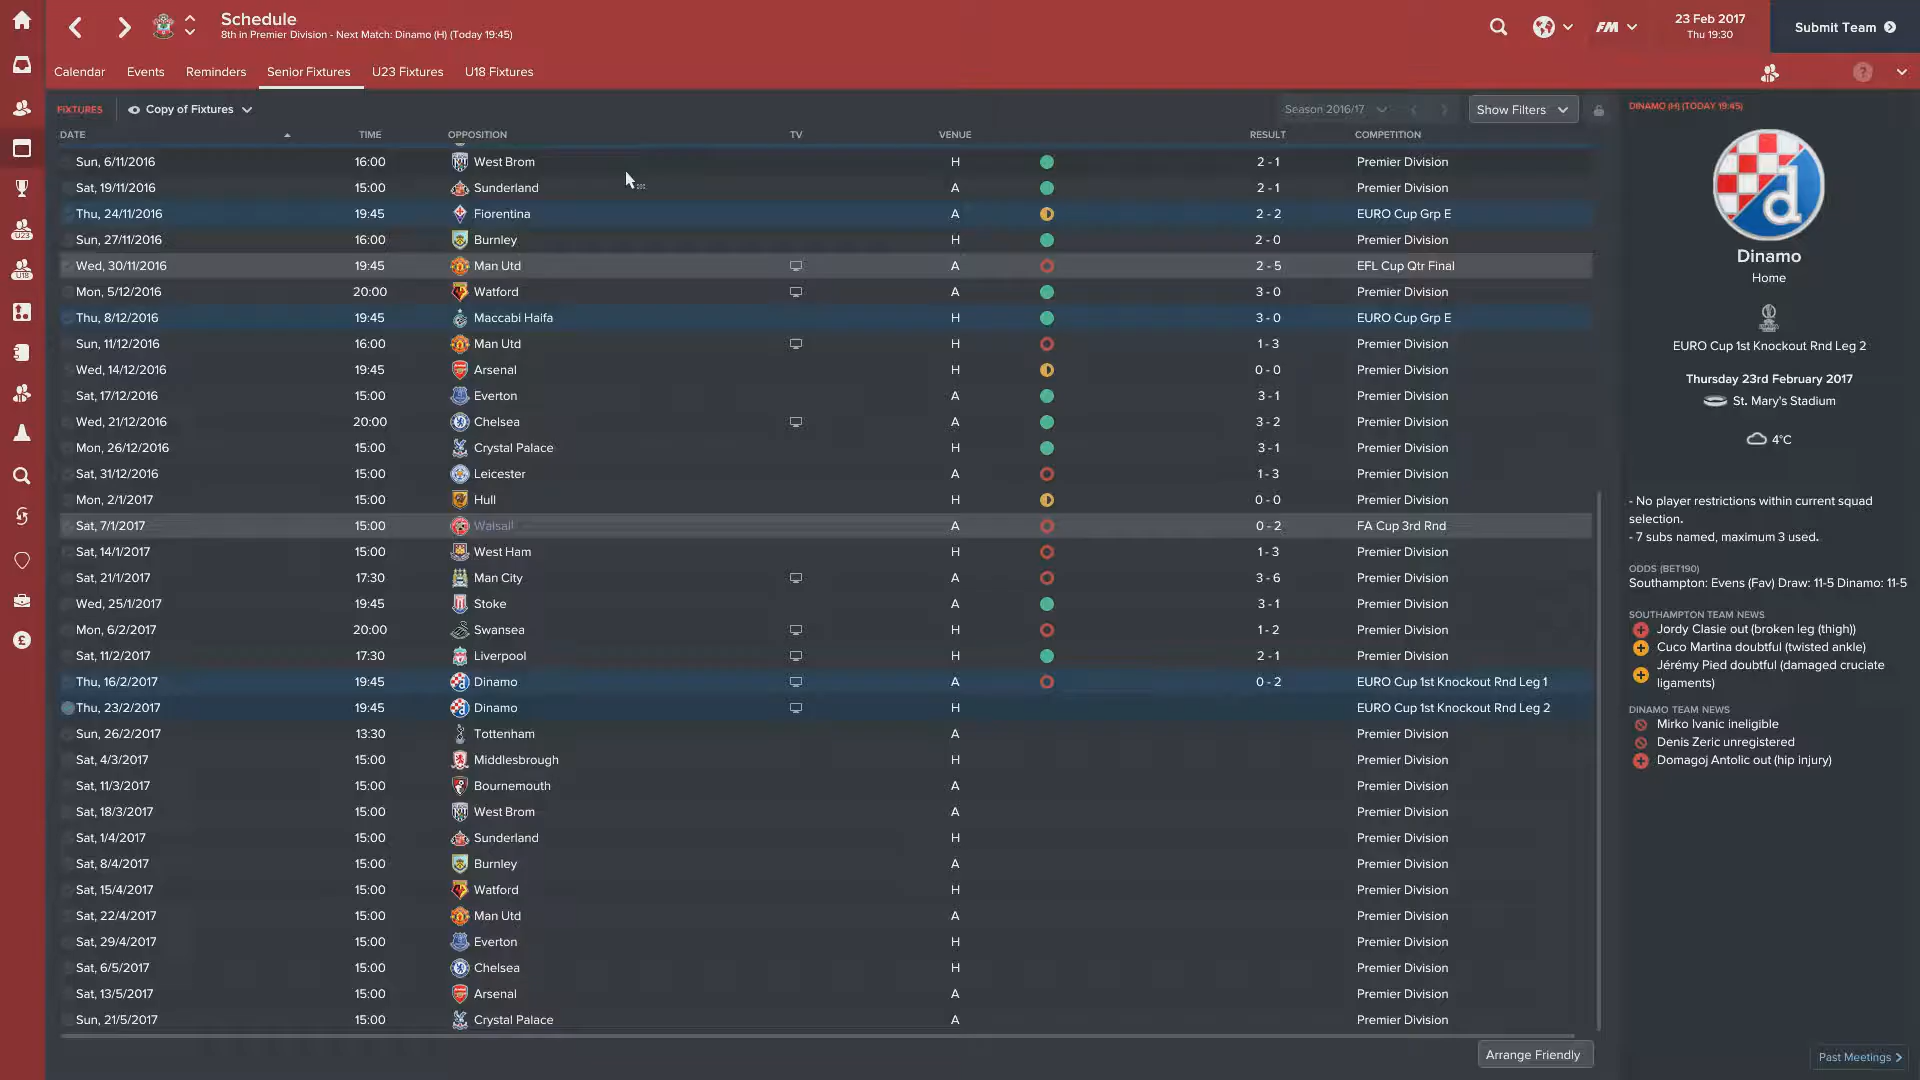 Schedule
8th in Premier Division - Next Match: Dinamo (H) (Today 19:45)
FM
23 Feb 2017
Thu 19:30
Submit Team
Calendar Events Reminders Senior Fixtures U23 Fixtures U18 Fixtures
FIXTURES Copy of Fixtures Season 2016/17 Show Filters
DATE TIME OPPOSITION TV VENUE RESULT COMPETITION
Sun, 6/11/2016 16:00 West Brom H 2 - 1 Premier Division
Sat, 19/11/2016 15:00 Sunderland A 2 - 1 Premier Division
Thu, 24/11/2016 19:45 Fiorentina A 2 - 2 EURO Cup Grp E
Sun, 27/11/2016 16:00 Burnley H 2 - 0 Premier Division
Wed, 30/11/2016 19:45 Man Utd A 2 - 5 EFL Cup Qtr Final
Mon, 5/12/2016 20:00 Watford A 3 - 0 Premier Division
Thu, 8/12/2016 19:45 Maccabi Haifa H 3 - 0 EURO Cup Grp E
Sun, 11/12/2016 16:00 Man Utd H 1 - 3 Premier Division
Wed, 14/12/2016 19:45 Arsenal H 0 - 0 Premier Division
Sat, 17/12/2016 15:00 Everton A 3 - 1 Premier Division
Wed, 21/12/2016 20:00 Chelsea A 3 - 2 Premier Division
Mon, 26/12/2016 15:00 Crystal Palace H 3 - 1 Premier Division
Sat, 31/12/2016 15:00 Leicester A 1 - 3 Premier Division
Mon, 2/1/2017 15:00 Hull H 0 - 0 Premier Division
Sat, 7/1/2017 15:00 Walsall A 0 - 2 FA Cup 3rd Rnd
Sat, 14/1/2017 15:00 West Ham H 1 - 3 Premier Division
Sat, 21/1/2017 17:30 Man City A 3 - 6 Premier Division
Wed, 25/1/2017 19:45 Stoke A 3 - 1 Premier Division
Mon, 6/2/2017 20:00 Swansea H 1 - 2 Premier Division
Sat, 11/2/2017 17:30 Liverpool H 2 - 1 Premier Division
Thu, 16/2/2017 19:45 Dinamo A 0 - 2 EURO Cup 1st Knockout Rnd Leg 1
Thu, 23/2/2017 19:45 Dinamo H EURO Cup 1st Knockout Rnd Leg 2
Sun, 26/2/2017 13:30 Tottenham A Premier Division
Sat, 4/3/2017 15:00 Middlesbrough H Premier Division
Sat, 11/3/2017 15:00 Bournemouth A Premier Division
Sat, 18/3/2017 15:00 West Brom A Premier Division
Sat, 1/4/2017 15:00 Sunderland H Premier Division
Sat, 8/4/2017 15:00 Burnley A Premier Division
Sat, 15/4/2017 15:00 Watford H Premier Division
Sat, 22/4/2017 15:00 Man Utd A Premier Division
Sat, 29/4/2017 15:00 Everton H Premier Division
Sat, 6/5/2017 15:00 Chelsea H Premier Division
Sat, 13/5/2017 15:00 Arsenal A Premier Division
Sun, 21/5/2017 15:00 Crystal Palace A Premier Division
Arrange Friendly
U23
U18
DINAMO (H) (TODAY 19:45)
Dinamo
Home
EURO Cup 1st Knockout Rnd Leg 2
Thursday 23rd February 2017
St. Mary's Stadium
4°C
- No player restrictions within current squad
selection.
- 7 subs named, maximum 3 used.
ODDS (BET190)
Southampton: Evens (Fav) Draw: 11-5 Dinamo: 11-5
SOUTHAMPTON TEAM NEWS
Jordy Clasie out (broken leg (thigh))
Cuco Martina doubtful (twisted ankle)
Jérémy Pied doubtful (damaged cruciate
ligaments)
DINAMO TEAM NEWS
Mirko Ivanic ineligible
Denis Zeric unregistered
Domagoj Antolic out (hip injury)
Past Meetings